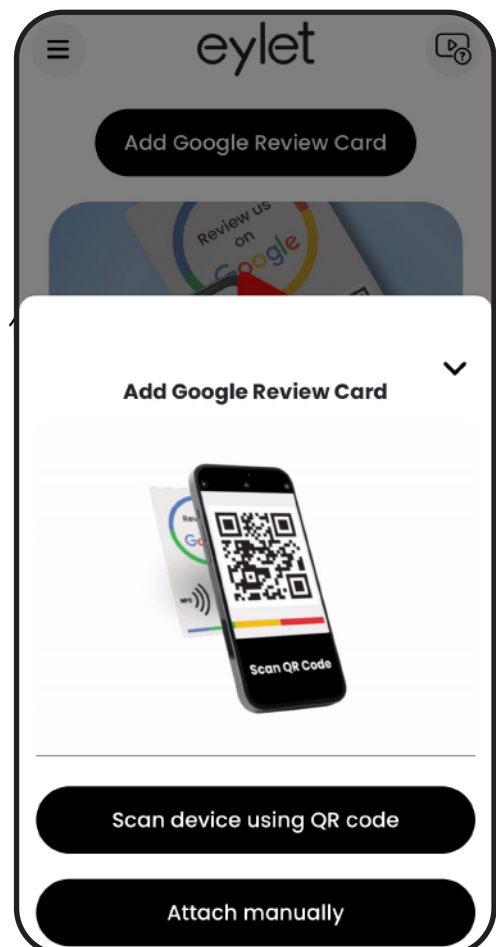 eylet
Add Google Review Card
Review us
on
Google
Add Google Review Card
NFC
Scan QR Code
Scan device using QR code
Attach manually